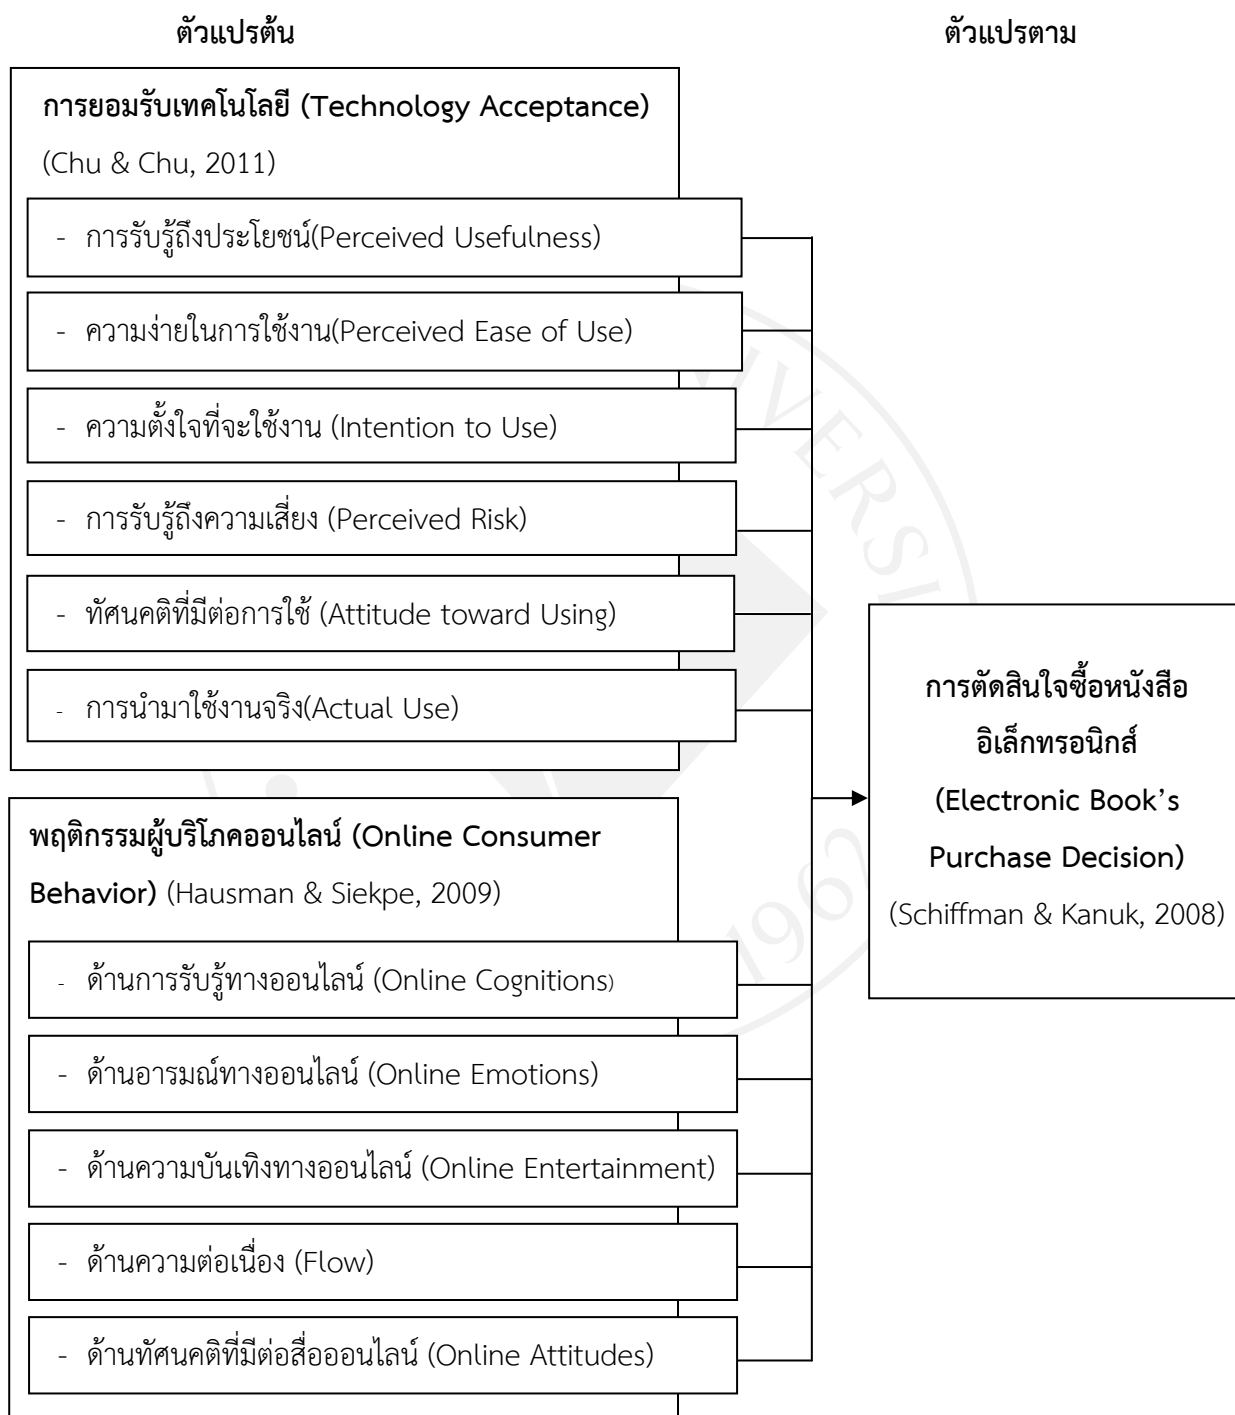 ตัวแปรต้น
ตัวแปรตาม
การยอมรับเทคโนโลยี (Technology Acceptance)
(Chu & Chu, 2011)
- การรับรู้ถึงประโยชน์(Perceived Usefulness)
- ความง่ายในการใช้งาน(Perceived Ease of Use)
- ความตั้งใจที่จะใช้งาน (Intention to Use)
- การรับรู้ถึงความเสี่ยง (Perceived Risk)
- ทัศนคติที่มีต่อการใช้ (Attitude toward Using)
- การนำมาใช้งานจริง(Actual Use)
พฤติกรรมผู้บริโภคออนไลน์ (Online Consumer
Behavior) (Hausman & Siekpe, 2009)
- ด้านการรับรู้ทางออนไลน์ (Online Cognitions)
- ด้านอารมณ์ทางออนไลน์ (Online Emotions)
- ด้านความบันเทิงทางออนไลน์ (Online Entertainment)
- ด้านความต่อเนื่อง (Flow)
- ด้านทัศนคติที่มีต่อสื่อออนไลน์ (Online Attitudes)
การตัดสินใจซื้อหนังสือ
อิเล็กทรอนิกส์
(Electronic Book's
Purchase Decision)
(Schiffman & Kanuk, 2008)
1962